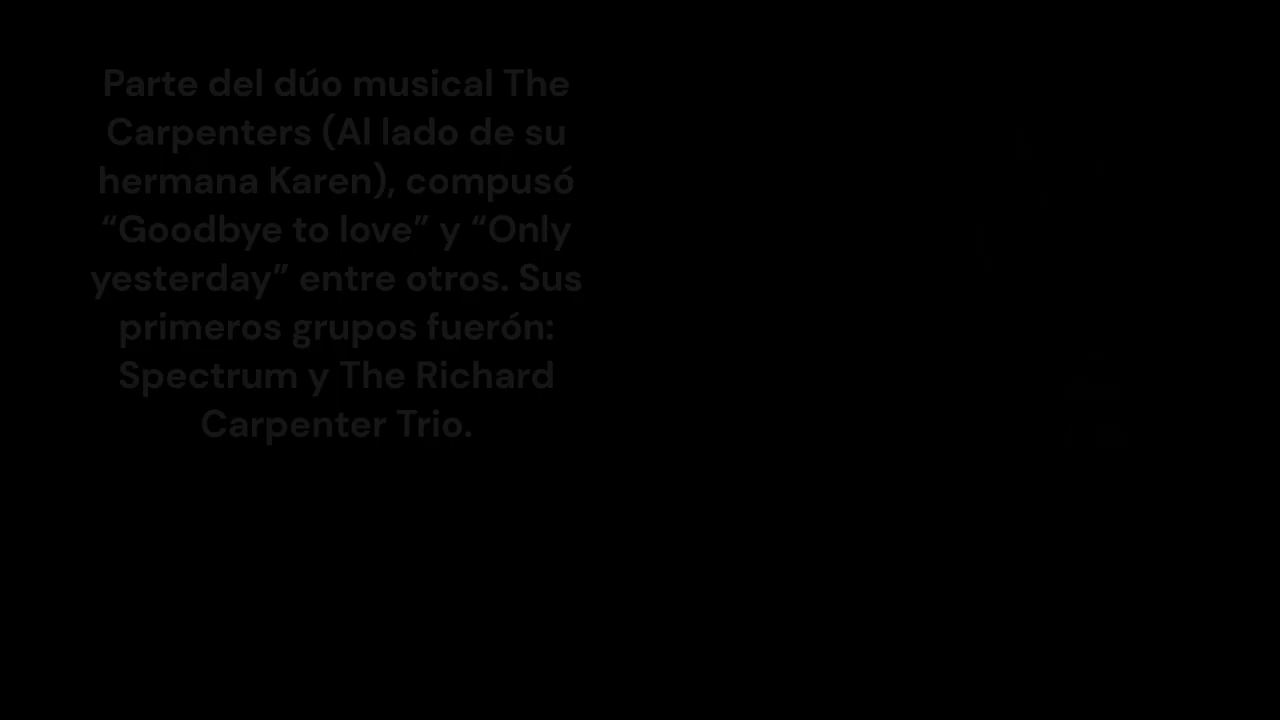 Parte del dúo musical The
Carpenters (Al lado de su
hermana Karen), compusó
“Goodbye to love” y “Only
yesterday” entre otros. Sus
primeros grupos fuerón:
Spectrum y The Richard
Carpenter Trio.